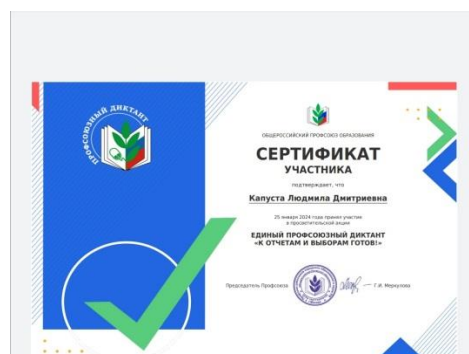 ПРОФСОЮЗНЫЙ ДИКТАНТ
ОБЩЕРОССИЙСКИЙ ПРОФСОЮЗ ОБРАЗОВАНИЯ
СЕРТИФИКАТ
УЧАСТНИКА
подтверждает, что
Капуста Людмила Дмитриевна
25 января 2024 года принял участие
в просветительской акции
ЕДИНЫЙ ПРОФСОЮЗНЫЙ ДИКТАНТ
«К ОТЧЕТАМ И ВЫБОРАМ ГОТОВ!»
Председатель Профсоюза
Г.И. Меркулова